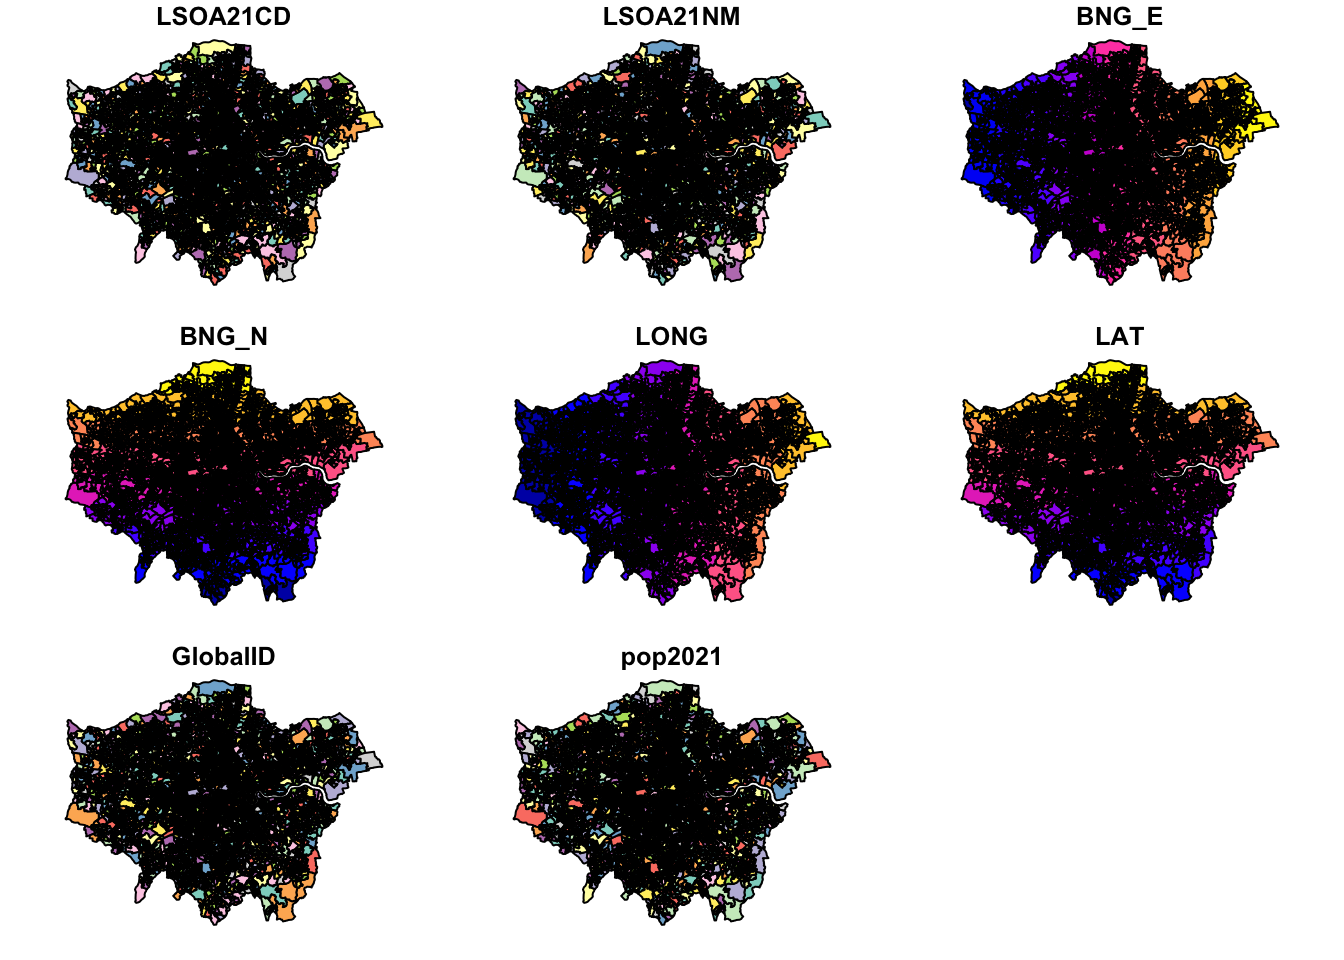 LSOA21CD
LSOA21NM
BNG_E
BNG_N
LONG
LAT
GlobalID
pop2021